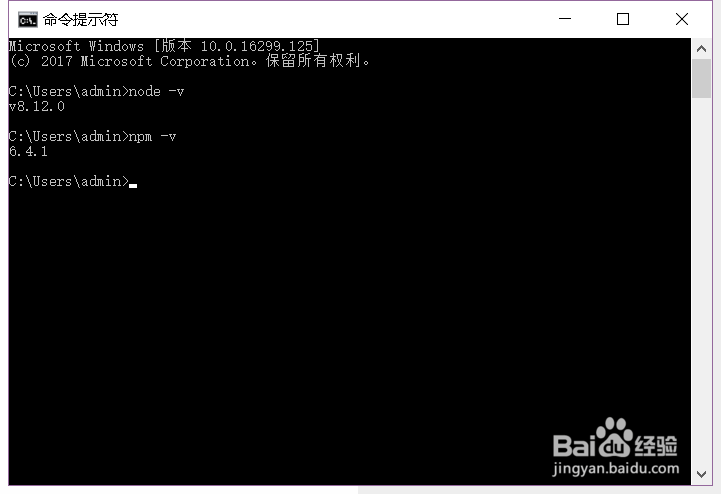 命令提示符
Microsoft Windows [版本 10.0.16299.125]
(c) 2017 Microsoft Corporation。保留所有权利。
C:\Users\admin>node -v
v8.12.0
C:\Users\admin>npm -v
6.4.1
C:\Users\admin>
Baidu 经验
jingyan.baidu.com